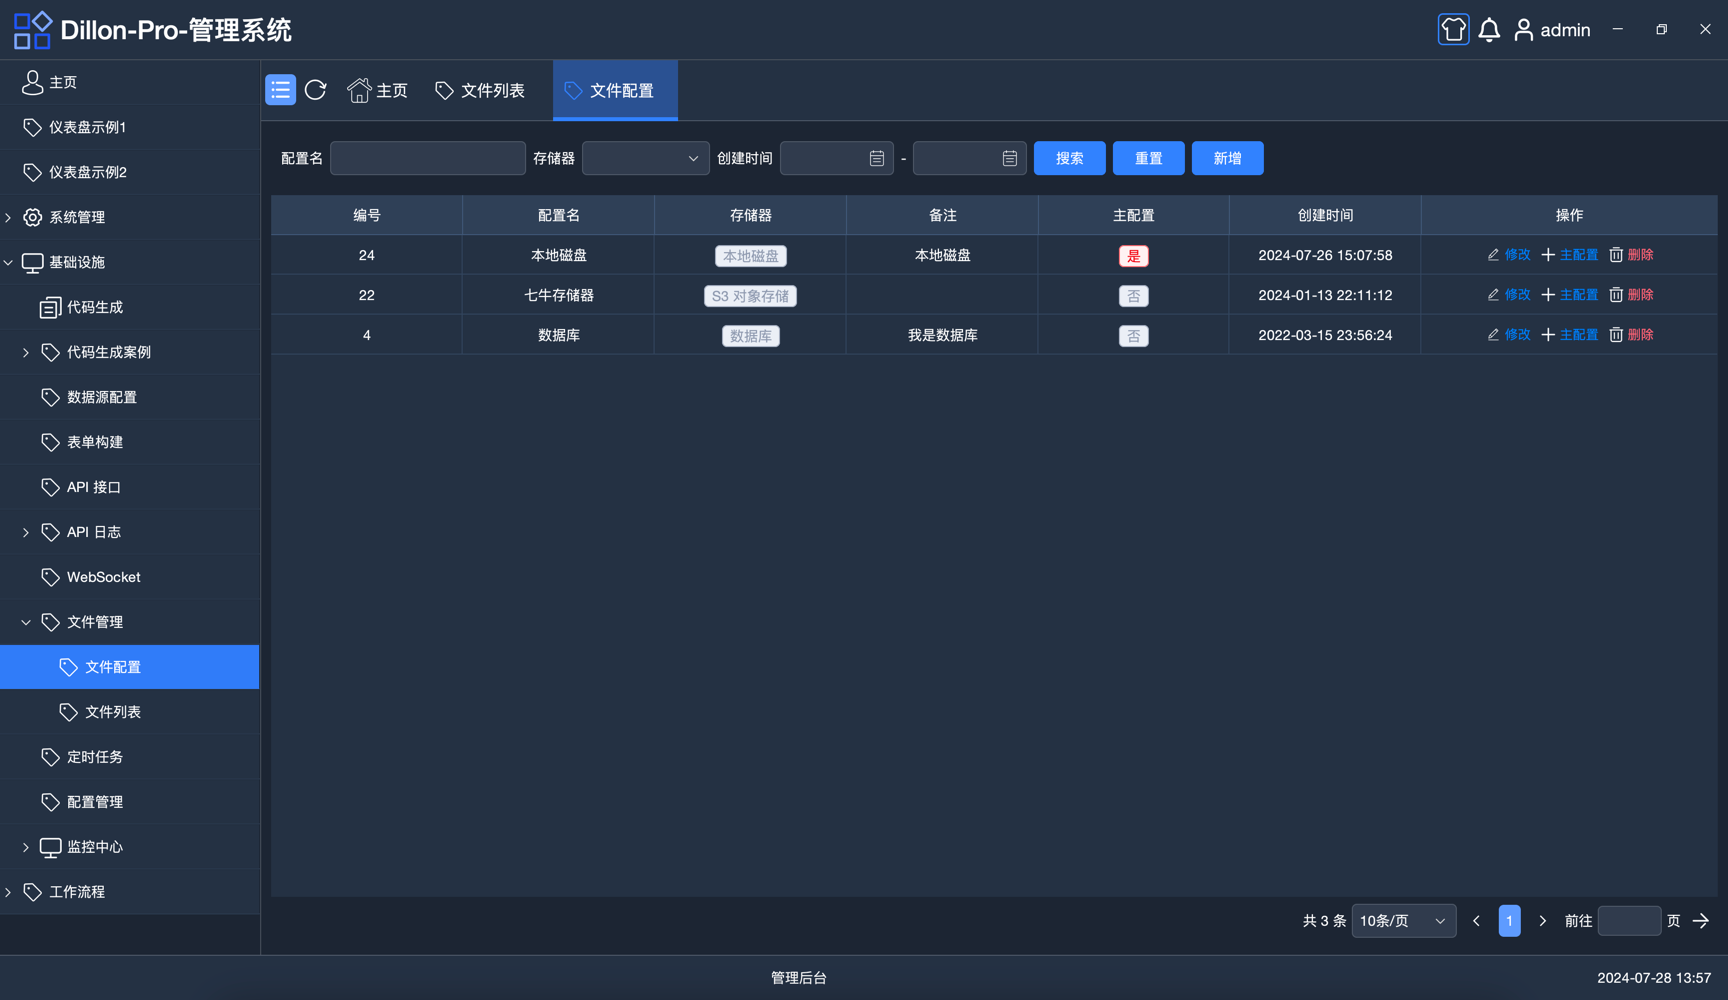 Dillon-Pro-管理系统
admin
主页
仪表盘示例1
仪表盘示例2
系统管理
基础设施
代码生成
代码生成案例
数据源配置
表单构建
API 接口
API 日志
WebSocket
文件管理
文件配置
文件列表
定时任务
配置管理
监控中心
工作流程
主页 文件列表 文件配置
配置名 存储器 创建时间 - 搜索 重置 新增
编号 配置名 存储器 备注 主配置 创建时间 操作
24 本地磁盘 本地磁盘 本地磁盘 是 2024-07-26 15:07:58 修改 主配置 删除
22 七牛存储器 S3 对象存储 否 2024-01-13 22:11:12 修改 主配置 删除
4 数据库 数据库 我是数据库 否 2022-03-15 23:56:24 修改 主配置 删除
共 3 条 10条/页 1 前往 页
管理后台
2024-07-28 13:57